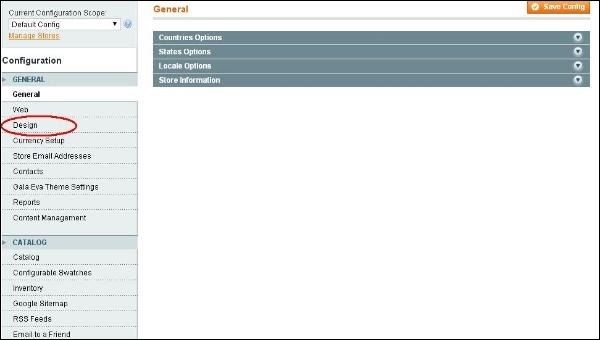 Current Configuration Scope:
Default Config
Manage Stores
Configuration
GENERAL
General
Web
Design
Currency Setup
Store Email Addresses
Contacts
Gala Eva Theme Settings
Reports
Content Management
CATALOG
Catalog
Configurable Swatches
Inventory
Google Sitemap
RSS Feeds
Email to a Friend
General
Save Config
Countries Options
States Options
Locale Options
Store Information